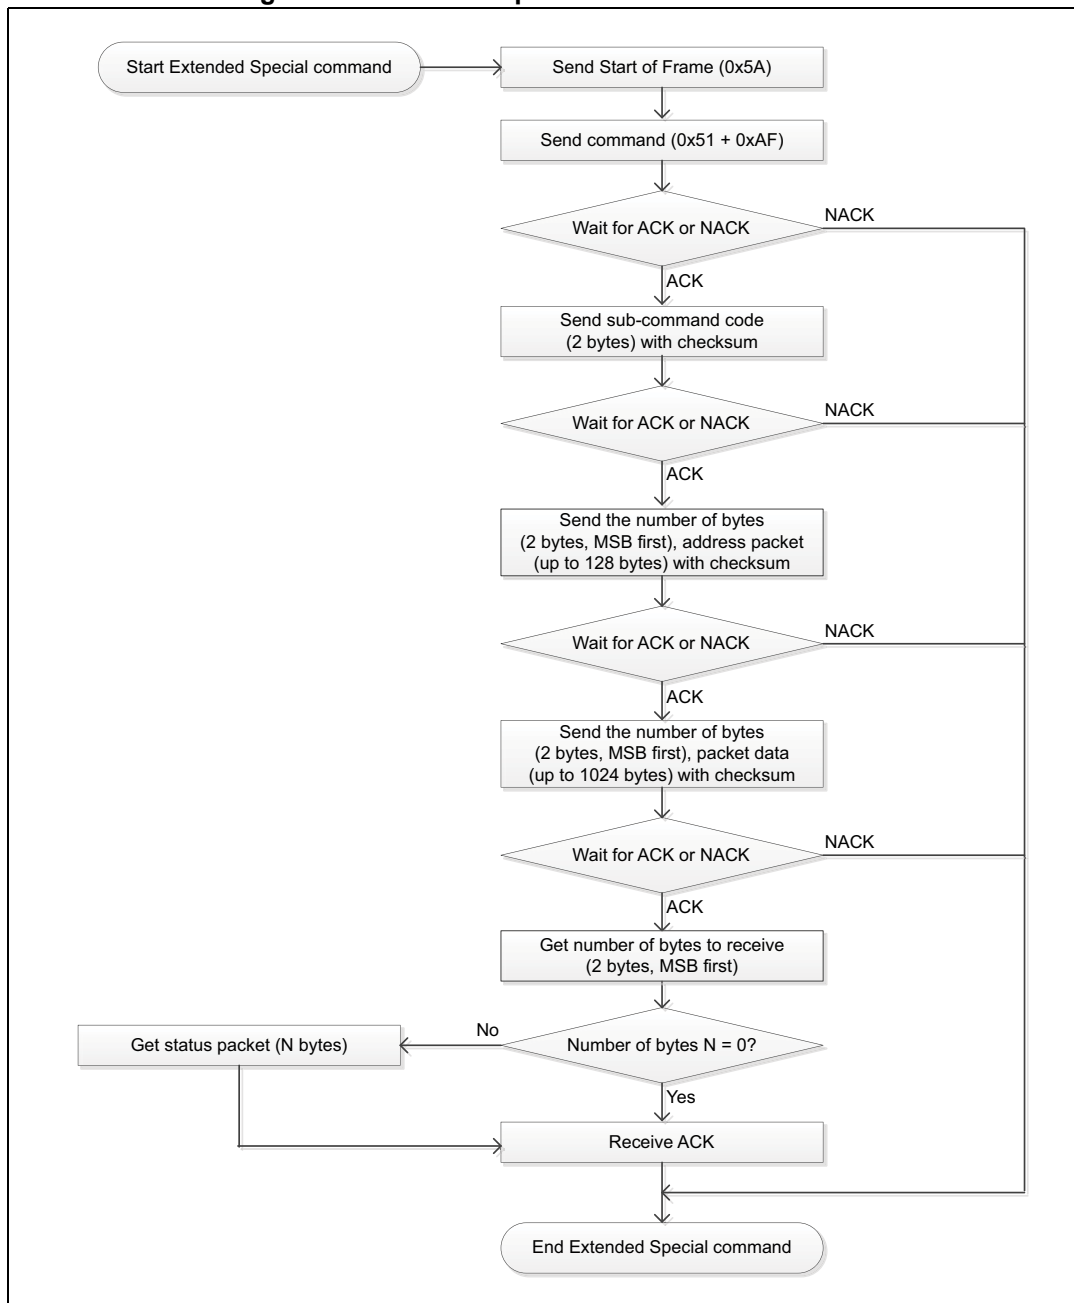 Start Extended Special command
Send Start of Frame (0x5A)
Send command (0x51 + 0xAF)
Wait for ACK or NACK
NACK
ACK
Send sub-command code
(2 bytes) with checksum
Wait for ACK or NACK
NACK
ACK
Send the number of bytes
(2 bytes, MSB first), address packet
(up to 128 bytes) with checksum
Wait for ACK or NACK
NACK
ACK
Send the number of bytes
(2 bytes, MSB first), packet data
(up to 1024 bytes) with checksum
Wait for ACK or NACK
NACK
ACK
Get number of bytes to receive
(2 bytes, MSB first)
Number of bytes N = 0?
No
Get status packet (N bytes)
Yes
Receive ACK
End Extended Special command